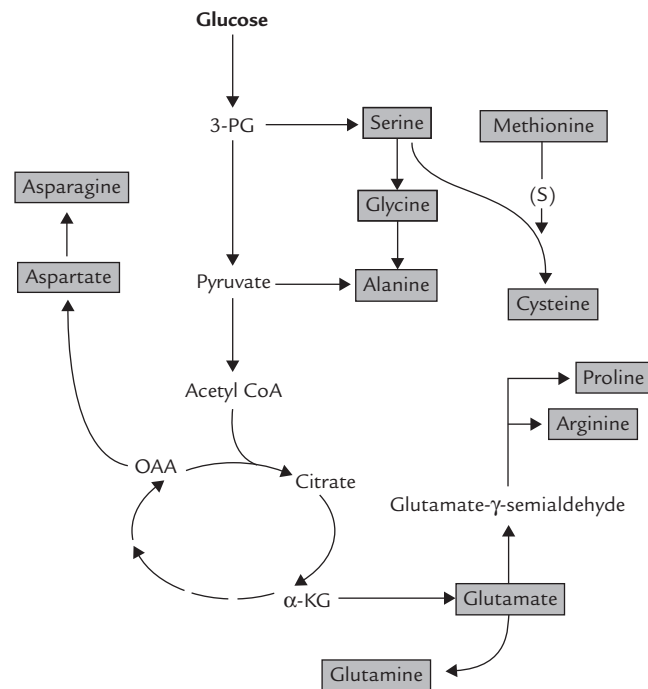 Glucose
3-PG
Serine
Methionine
Asparagine
Glycine
(S)
Aspartate
Pyruvate
Alanine
Cysteine
Acetyl CoA
Proline
Arginine
OAA
Citrate
Glutamate-γ-semialdehyde
α-KG
Glutamate
Glutamine